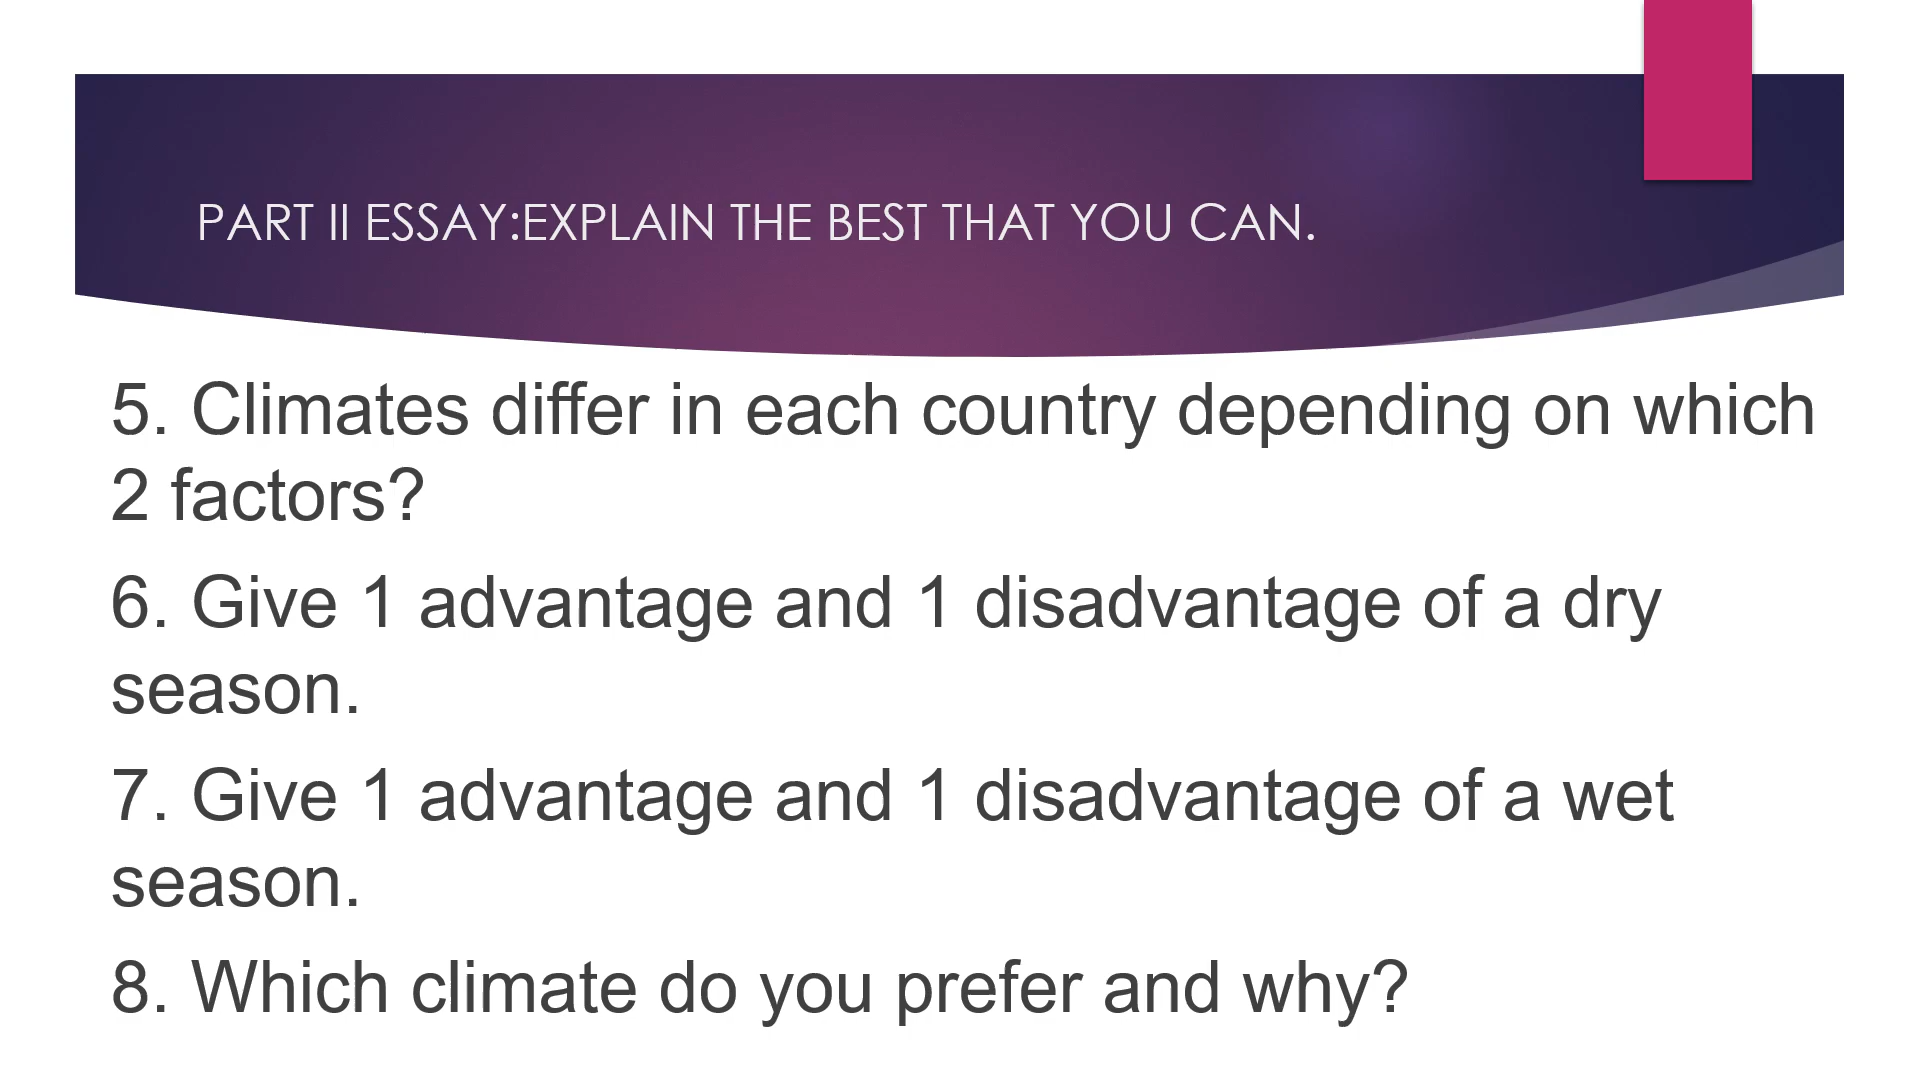 PART II ESSAY:EXPLAIN THE BEST THAT YOU CAN.
5. Climates differ in each country depending on which
2 factors?
6. Give 1 advantage and 1 disadvantage of a dry
season.
7. Give 1 advantage and 1 disadvantage of a wet
season.
8. Which climate do you prefer and why?